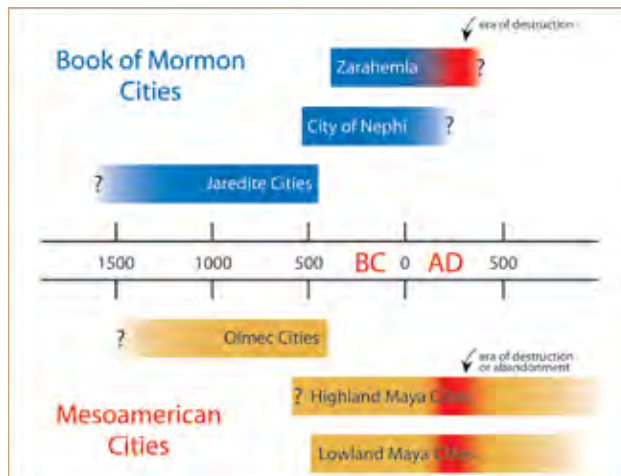 era of destruction
Book of Mormon
Cities
Zarahemla
?
City of Nephi
?
?
Jaredite Cities
1500
1000
500
BC
0
AD
500
?
Olmec Cities
era of destruction
or abandonment
?
Highland Maya Cities
Mesoamerican
Cities
Lowland Maya Cities